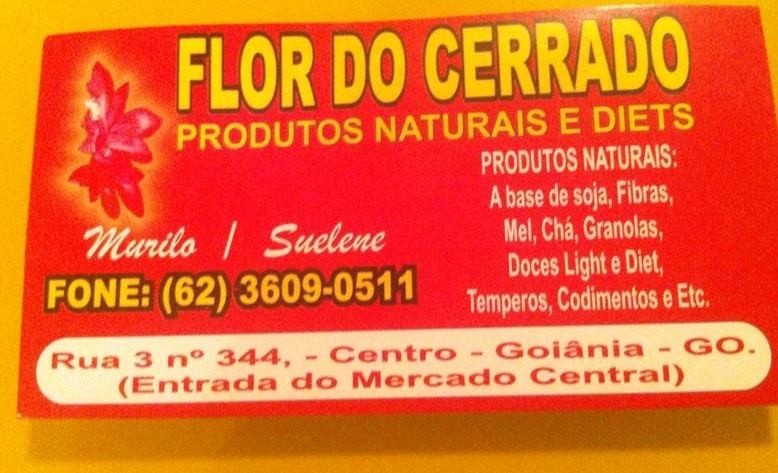 FLOR DO CERRADO
PRODUTOS NATURAIS E DIETS
PRODUTOS NATURAIS:
A base de soja, Fibras,
Mel, Chá, Granolas,
Doces Light e Diet,
Temperos, Codimentos e Etc.
Murilo / Suelene
FONE: (62) 3609-0511
Rua 3 nº 344, - Centro - Goiânia - GO.
(Entrada do Mercado Central)